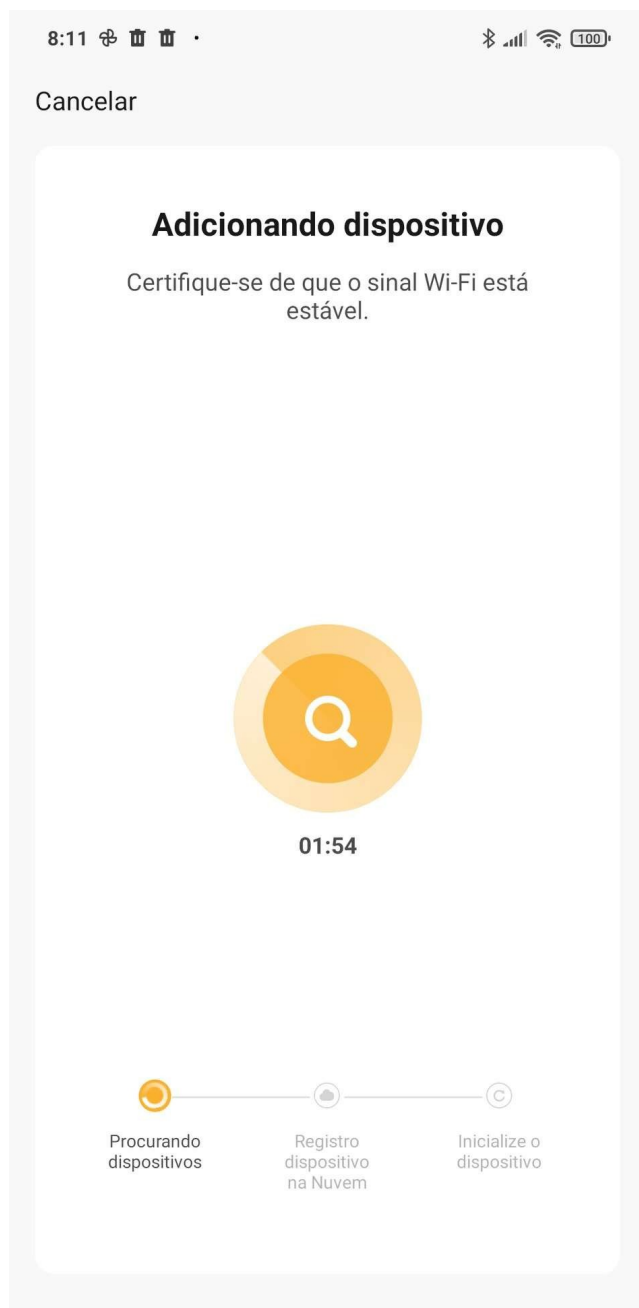 8:11
100
Cancelar
Adicionando dispositivo
Certifique-se de que o sinal Wi-Fi está
estável.
01:54
Procurando
dispositivos
Registro
dispositivo
na Nuvem
Inicialize o
dispositivo